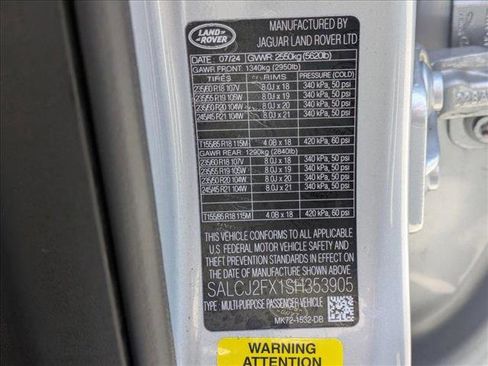 LAND ROVER
MANUFACTURED BY
JAGUAR LAND ROVER LTD
DATE: 07/24 GVWR 2550kg (5620lb)
GAWR FRONT: 1340kg (2950lb)
TIRES RIMS PRESSURE (COLD)
235/60 R18 107V 8.0J x 18 340 kPa, 50 psi
235/55 R19 105W 8.0J x 19 340 kPa, 50 psi
235/50 R20 104W 8.0J x 20 340 kPa, 50 psi
245/45 R21 104W 8.0J x 21 340 kPa, 50 psi
T155/85 R18 115M 4.0B x 18 420 kPa, 60 psi
GAWR REAR: 1290kg (2840lb)
235/60 R18 107V 8.0J x 18 340 kPa, 50 psi
235/55 R19 105W 8.0J x 19 340 kPa, 50 psi
235/50 R20 104W 8.0J x 20 340 kPa, 50 psi
245/45 R21 104W 8.0J x 21 340 kPa, 50 psi
T155/85 R18 115M 4.0B x 18 420 kPa, 60 psi
THIS VEHICLE CONFORMS TO ALL APPLICABLE
U.S. FEDERAL MOTOR VEHICLE SAFETY AND
THEFT PREVENTION STANDARDS IN EFFECT ON
THE DATE OF MANUFACTURE SHOWN ABOVE.
SALCJ2FX1SH353905
TYPE: MULTI-PURPOSE PASSENGER VEHICLE
MK72-1532-DB
WARNING
ATTENTION